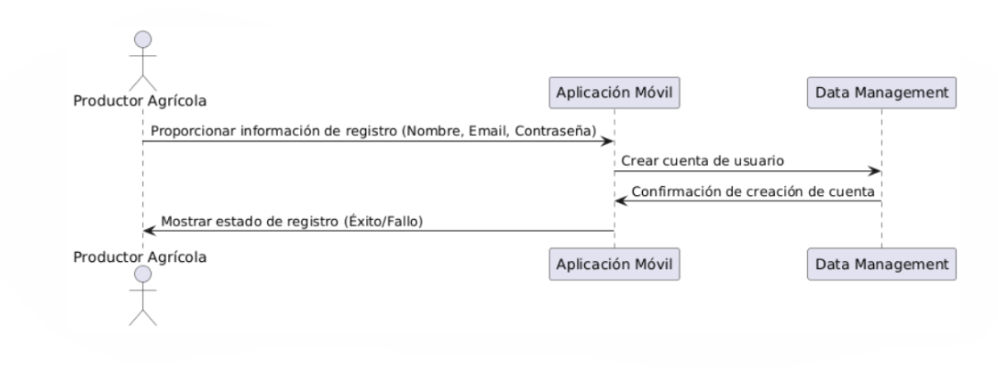 Productor Agrícola
Aplicación Móvil
Data Management
Proporcionar información de registro (Nombre, Email, Contraseña)
Crear cuenta de usuario
Confirmación de creación de cuenta
Mostrar estado de registro (Éxito/Fallo)
Productor Agrícola
Aplicación Móvil
Data Management